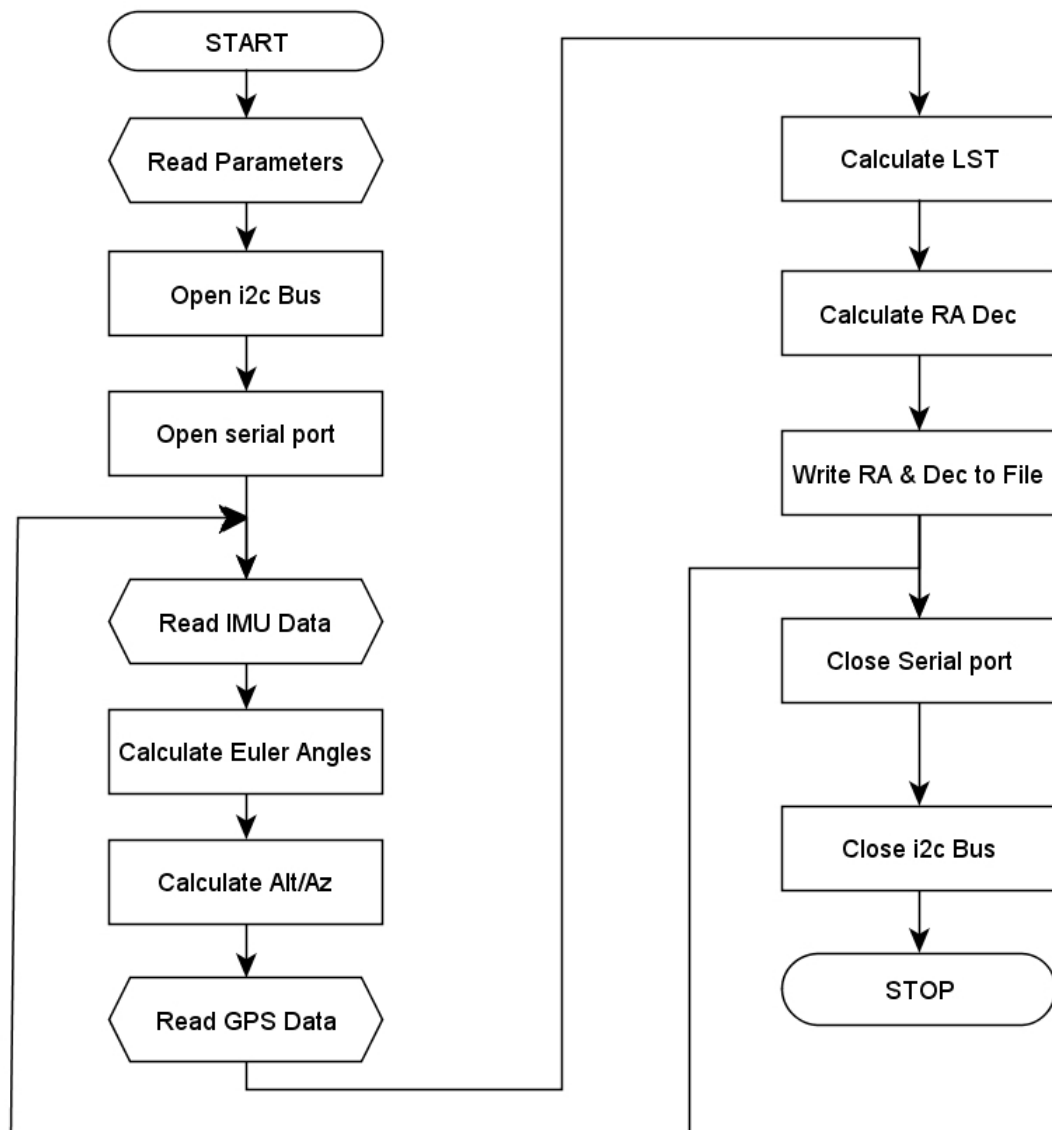 START
Read Parameters
Open i2c Bus
Open serial port
Read IMU Data
Calculate Euler Angles
Calculate Alt/Az
Read GPS Data
Calculate LST
Calculate RA Dec
Write RA & Dec to File
Close Serial port
Close i2c Bus
STOP